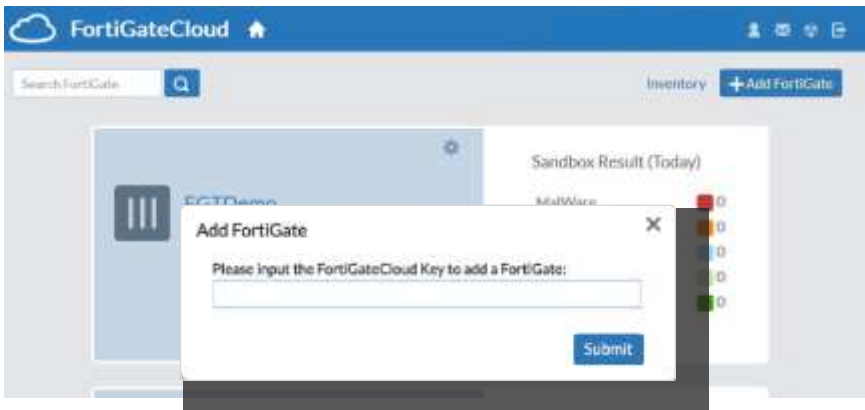 FortiGateCloud
Search FortiGate
Inventory
+Add FortiGate
Sandbox Result (Today)
FGTDemo
MalWare
0
0
0
0
0
Add FortiGate
Please input the FortiGateCloud Key to add a FortiGate:
Submit